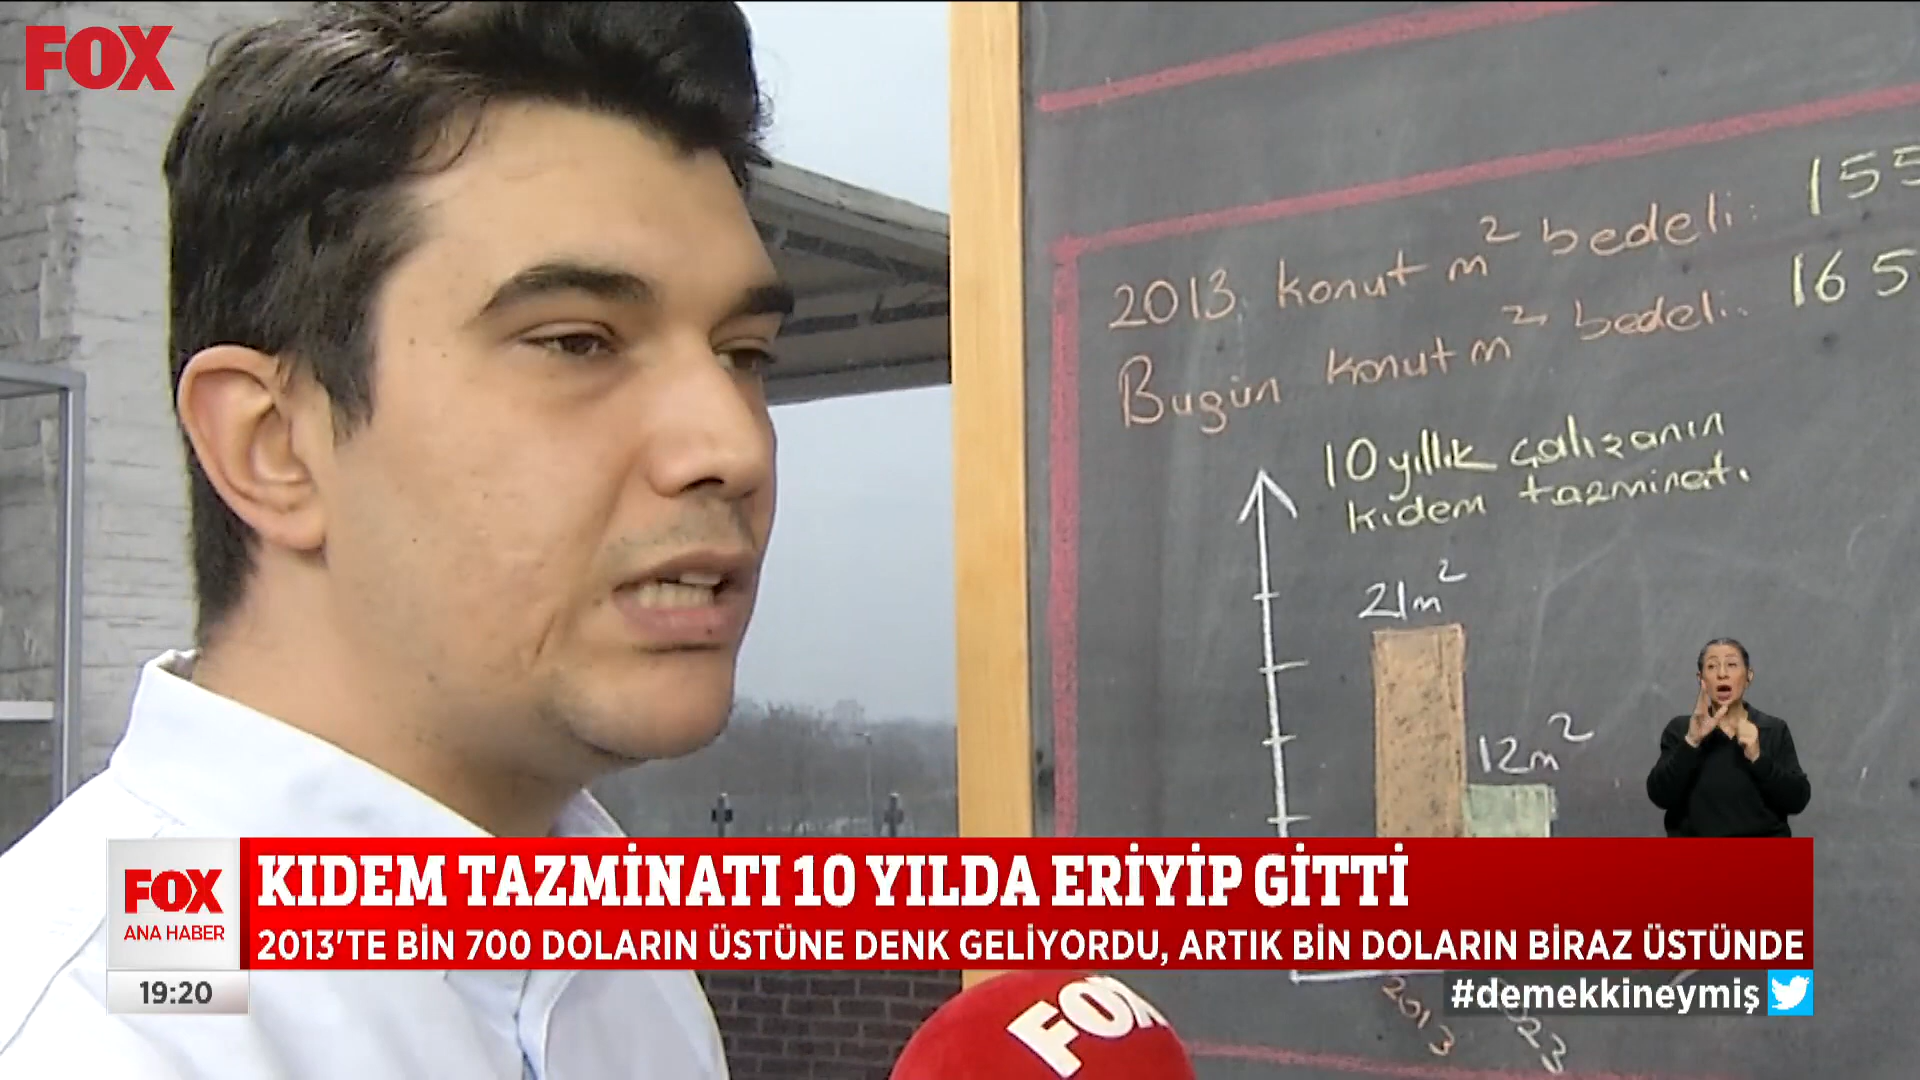 FOX
2013 konut m² bedeli: 155
Bugün konut m² bedeli: 165
10 yıllık çalışanın
kıdem tazminatı
21m²
12m²
FOX
ANA HABER
KIDEM TAZMİNATI 10 YILDA ERİYİP GİTTİ
2013'TE BİN 700 DOLARIN ÜSTÜNE DENK GELİYORDU, ARTIK BİN DOLARIN BİRAZ ÜSTÜNDE
19:20
#demekkineymiş
FOX
2013